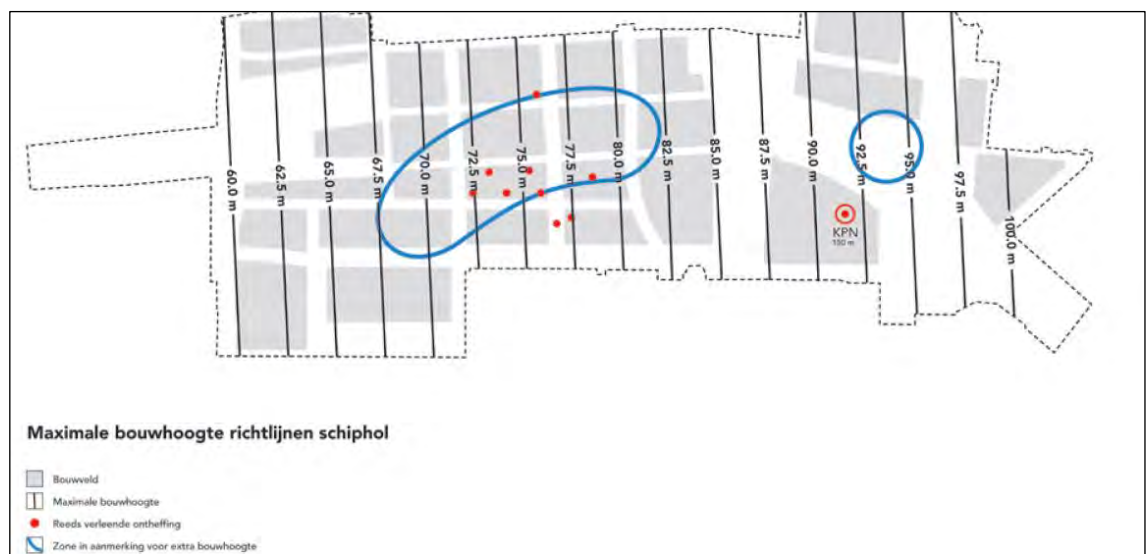 60.0 m
62.5 m
65.0 m
67.5 m
70.0 m
72.5 m
75.0 m
77.5 m
80.0 m
82.5 m
85.0 m
87.5 m
90.0 m
92.5 m
95.0 m
97.5 m
100.0 m
KPN
150 m
Maximale bouwhoogte richtlijnen schiphol
Bouwveld
Maximale bouwhoogte
Reeds verleende ontheffing
Zone in aanmerking voor extra bouwhoogte